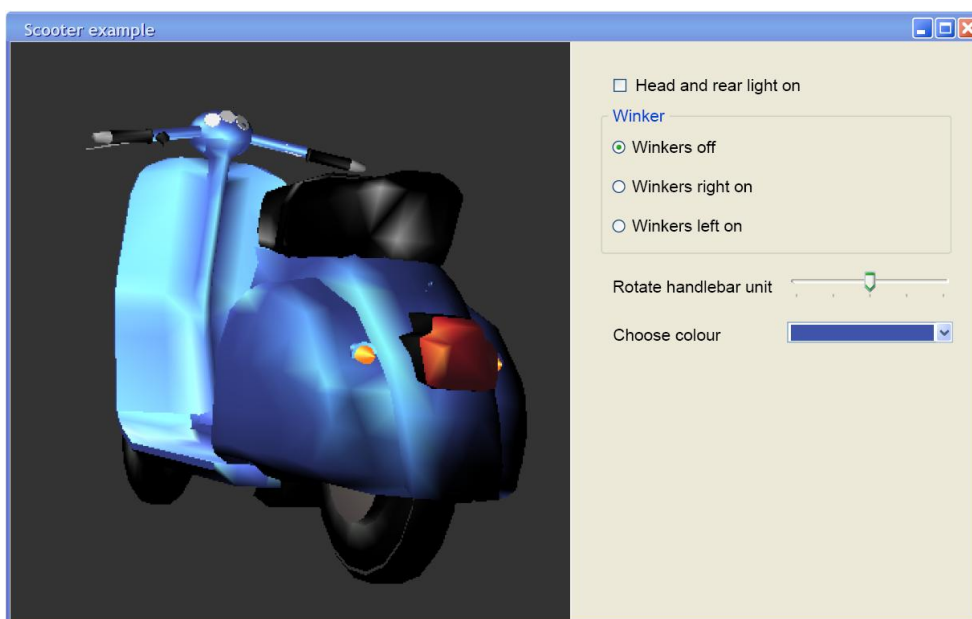 Scooter example
Head and rear light on
Winker
Winkers off
Winkers right on
Winkers left on
Rotate handlebar unit
Choose colour